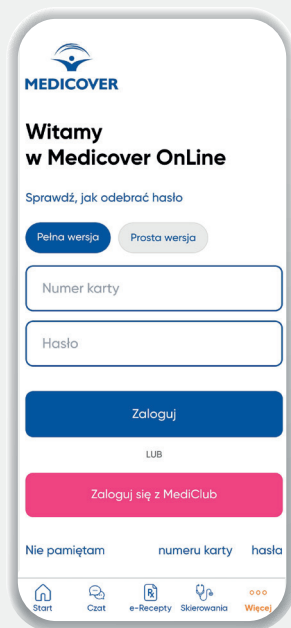 MEDICOVER
Witamy
w Medicover OnLine
Sprawdź, jak odebrać hasło
Pełna wersja Prosta wersja
Numer karty
Hasło
Zaloguj
LUB
Zaloguj się z MediClub
Nie pamiętam numeru karty hasła
Start Czat e-Recepty Skierowania Więcej